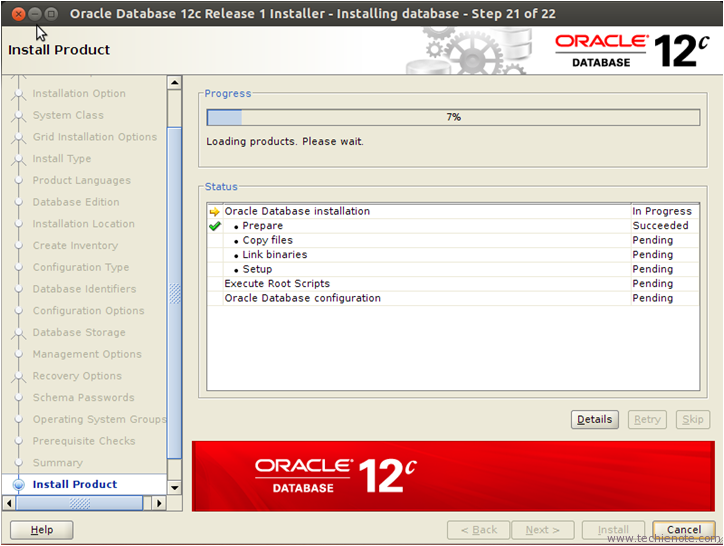 Oracle Database 12c Release 1 Installer - Installing database - Step 21 of 22
Install Product
ORACLE
DATABASE
12c
Installation Option
System Class
Grid Installation Options
Install Type
Product Languages
Database Edition
Installation Location
Create Inventory
Configuration Type
Database Identifiers
Configuration Options
Database Storage
Management Options
Recovery Options
Schema Passwords
Operating System Groups
Prerequisite Checks
Summary
Install Product
Progress
7%
Loading products. Please wait.
Status
Oracle Database installation In Progress
• Prepare Succeeded
• Copy files Pending
• Link binaries Pending
• Setup Pending
Execute Root Scripts Pending
Oracle Database configuration Pending
Details Retry Skip
ORACLE
DATABASE
12c
Help < Back Next > Install Cancel
www.techienote.com